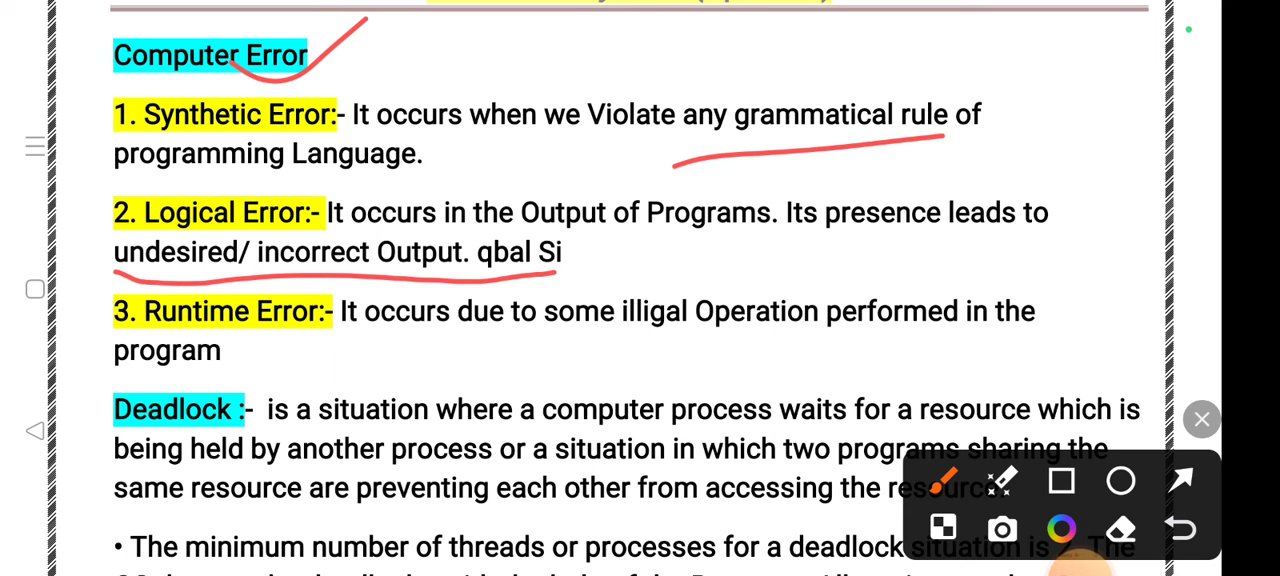 Computer Error
1. Synthetic Error:- It occurs when we Violate any grammatical rule of
programming Language.
2. Logical Error:- It occurs in the Output of Programs. Its presence leads to
undesired/ incorrect Output. qbal Si
3. Runtime Error:- It occurs due to some illigal Operation performed in the
program
Deadlock :- is a situation where a computer process waits for a resource which is
being held by another process or a situation in which two programs sharing the
same resource are preventing each other from accessing the resource.
• The minimum number of threads or processes for a deadlock situation is 2. The